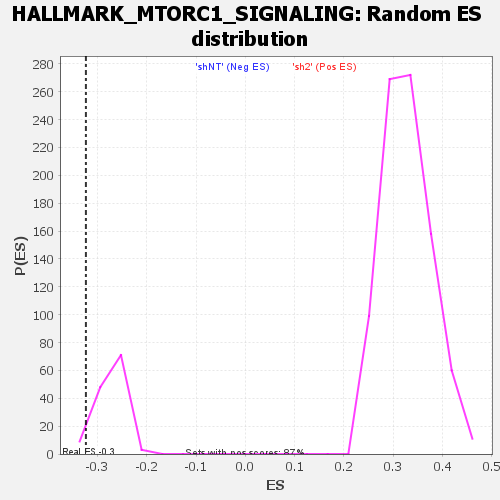 HALLMARK_MTORC1_SIGNALING: Random ES
distribution
'shNT' (Neg ES) 'sh2' (Pos ES)
280
260
240
220
200
180
160
140
120
100
80
60
40
20
0
P(ES)
Real ES -0.3 Sets with pos scores: 87%
-0.3 -0.2 -0.1 0.0 0.1 0.2 0.3 0.4 0.5
ES